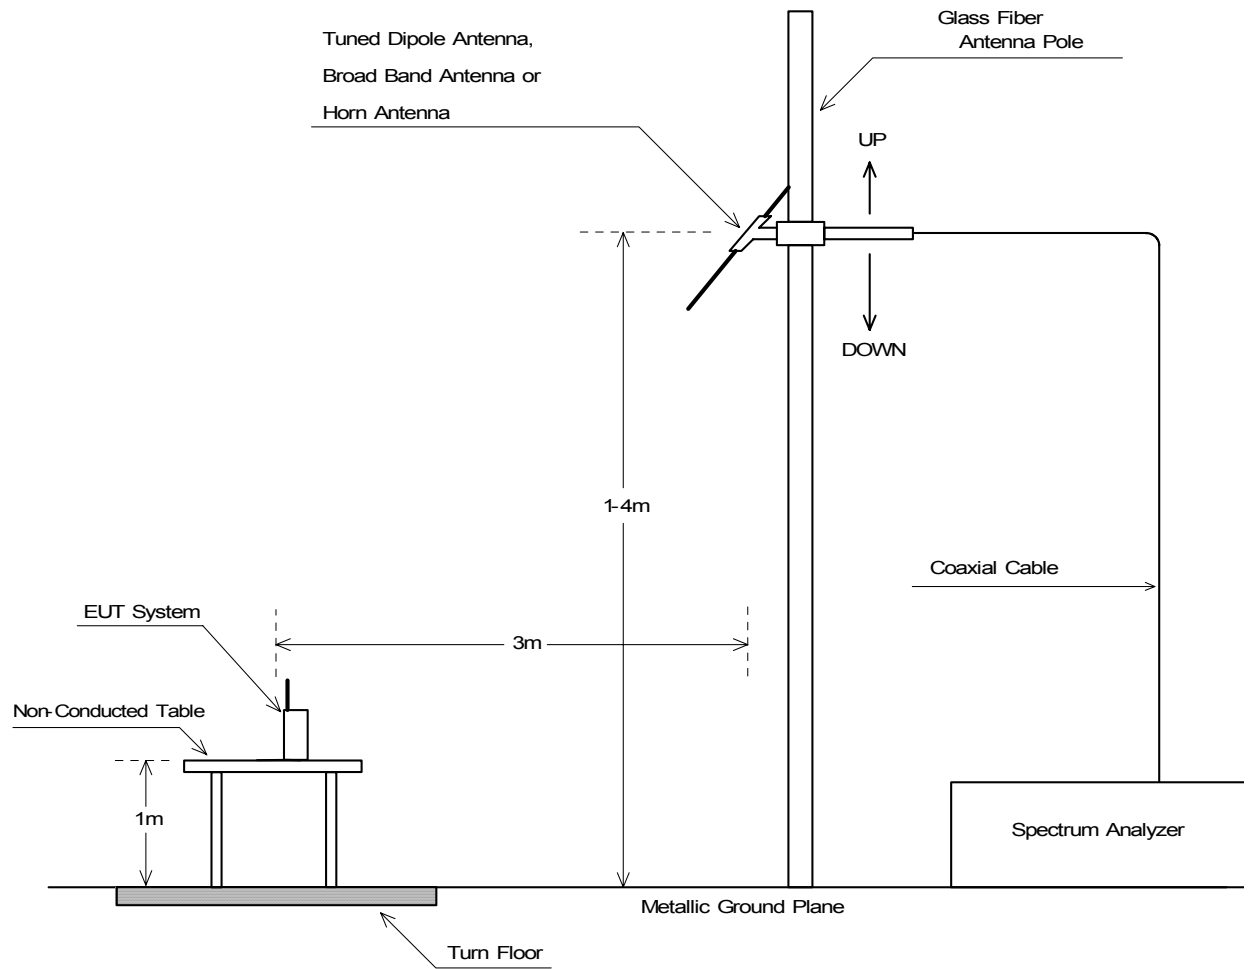 Glass Fiber
Antenna Pole
Tuned Dipole Antenna,
Broad Band Antenna or
Horn Antenna
UP
DOWN
1-4m
Coaxial Cable
EUT System
3m
Non-Conducted Table
1m
Spectrum Analyzer
Metallic Ground Plane
Turn Floor